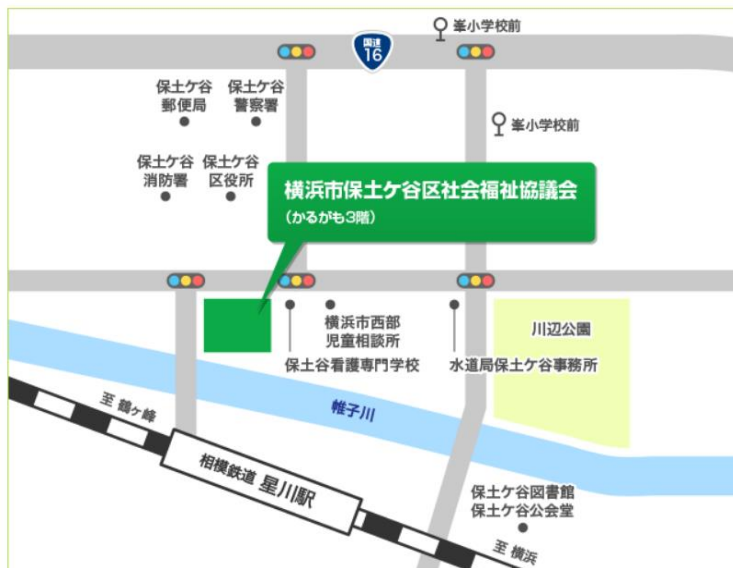 峯小学校前
国道
16
保土ケ谷
郵便局
保土ケ谷
警察署
峯小学校前
保土ケ谷
消防署
保土ケ谷
区役所
横浜市保土ケ谷区社会福祉協議会
(かるがも3階)
横浜市西部
児童相談所
川辺公園
保土谷看護専門学校
水道局保土ケ谷事務所
至 鶴ヶ峰
帷子川
相模鉄道 星川駅
保土ケ谷図書館
保土ケ谷公会堂
至 横浜